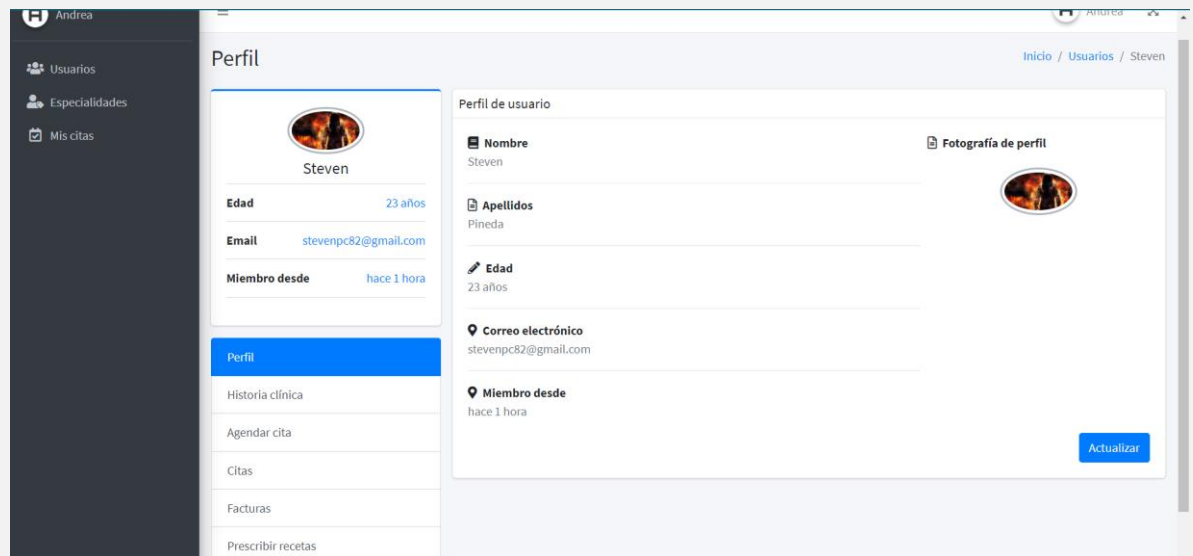 Andrea
Usuarios
Especialidades
Mis citas
Andrea
Perfil
Inicio / Usuarios / Steven
Steven
Edad 23 años
Email stevenpc82@gmail.com
Miembro desde hace 1 hora
Perfil
Historia clínica
Agendar cita
Citas
Facturas
Prescribir recetas
Perfil de usuario
Nombre
Steven
Apellidos
Pineda
Edad
23 años
Correo electrónico
stevenpc82@gmail.com
Miembro desde
hace 1 hora
Fotografía de perfil
Actualizar